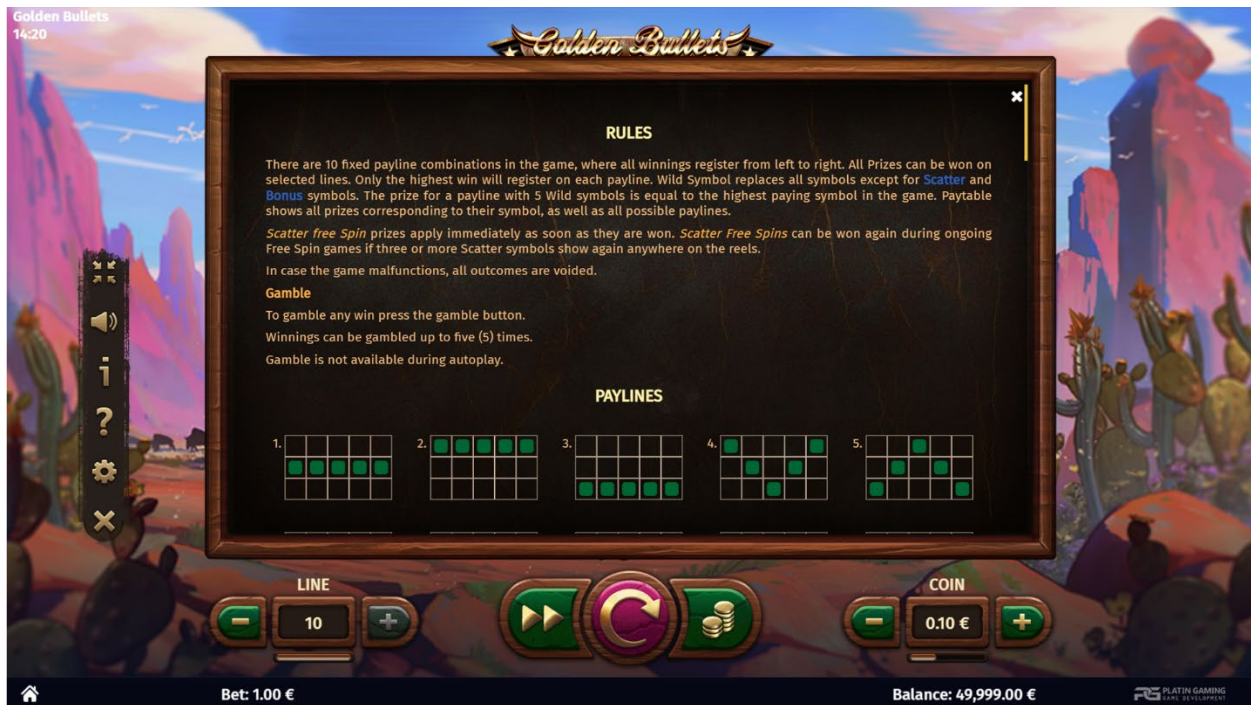 Golden Bullets
14:20
Golden Bullets
RULES
There are 10 fixed payline combinations in the game, where all winnings register from left to right. All Prizes can be won on
selected lines. Only the highest win will register on each payline. Wild Symbol replaces all symbols except for Scatter and
Bonus symbols. The prize for a payline with 5 Wild symbols is equal to the highest paying symbol in the game. Paytable
shows all prizes corresponding to their symbol, as well as all possible paylines.
Scatter free Spin prizes apply immediately as soon as they are won. Scatter Free Spins can be won again during ongoing
Free Spin games if three or more Scatter symbols show again anywhere on the reels.
In case the game malfunctions, all outcomes are voided.
Gamble
To gamble any win press the gamble button.
Winnings can be gambled up to five (5) times.
Gamble is not available during autoplay.
PAYLINES
1. 2. 3. 4. 5.
LINE
10
COIN
0.10 €
Bet: 1.00 €
Balance: 49,999.00 €
PG PLATIN GAMING
GAME DEVELOPMENT